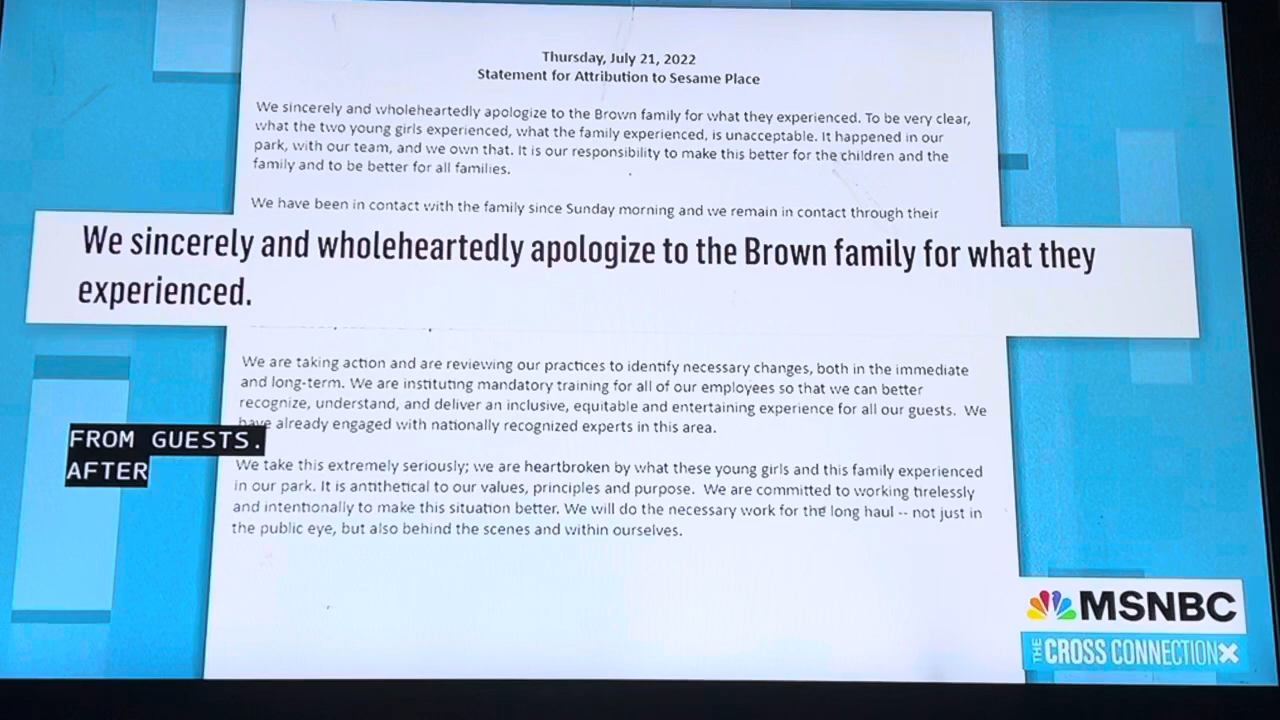 Thursday, July 21, 2022
Statement for Attribution to Sesame Place
We sincerely and wholeheartedly apologize to the Brown family for what they experienced. To be very clear,
what the two young girls experienced, what the family experienced, is unacceptable. It happened in our
park, with our team, and we own that. It is our responsibility to make this better for the children and the
family and to be better for all families.
We have been in contact with the family since Sunday morning and we remain in contact through their
We sincerely and wholeheartedly apologize to the Brown family for what they
experienced.
We are taking action and are reviewing our practices to identify necessary changes, both in the immediate
and long-term. We are instituting mandatory training for all of our employees so that we can better
recognize, understand, and deliver an inclusive, equitable and entertaining experience for all our guests. We
have already engaged with nationally recognized experts in this area.
FROM GUESTS.
AFTER
We take this extremely seriously; we are heartbroken by what these young girls and this family experienced
in our park. It is antithetical to our values, principles and purpose. We are committed to working tirelessly
and intentionally to make this situation better. We will do the necessary work for the long haul -- not just in
the public eye, but also behind the scenes and within ourselves.
MSNBC
THE CROSS CONNECTION